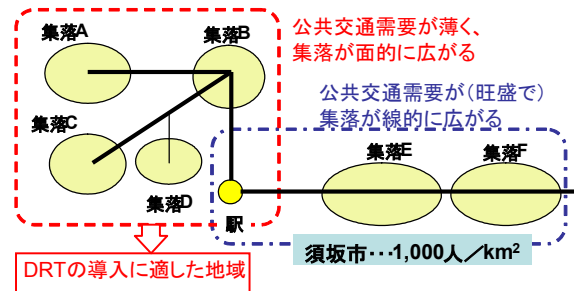 集落A
集落B
公共交通需要が薄く、
集落が面的に広がる
公共交通需要が(旺盛で)
集落が線的に広がる
集落C
集落D
集落E
集落F
駅
須坂市･･･1,000人／km²
DRTの導入に適した地域